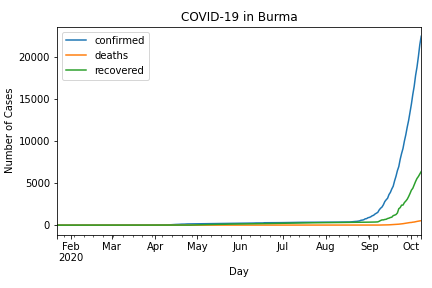 COVID-19 in Burma
confirmed
deaths
recovered
Number of Cases
20000
15000
10000
5000
0
Feb Mar Apr May Jun Jul Aug Sep Oct
2020
Day